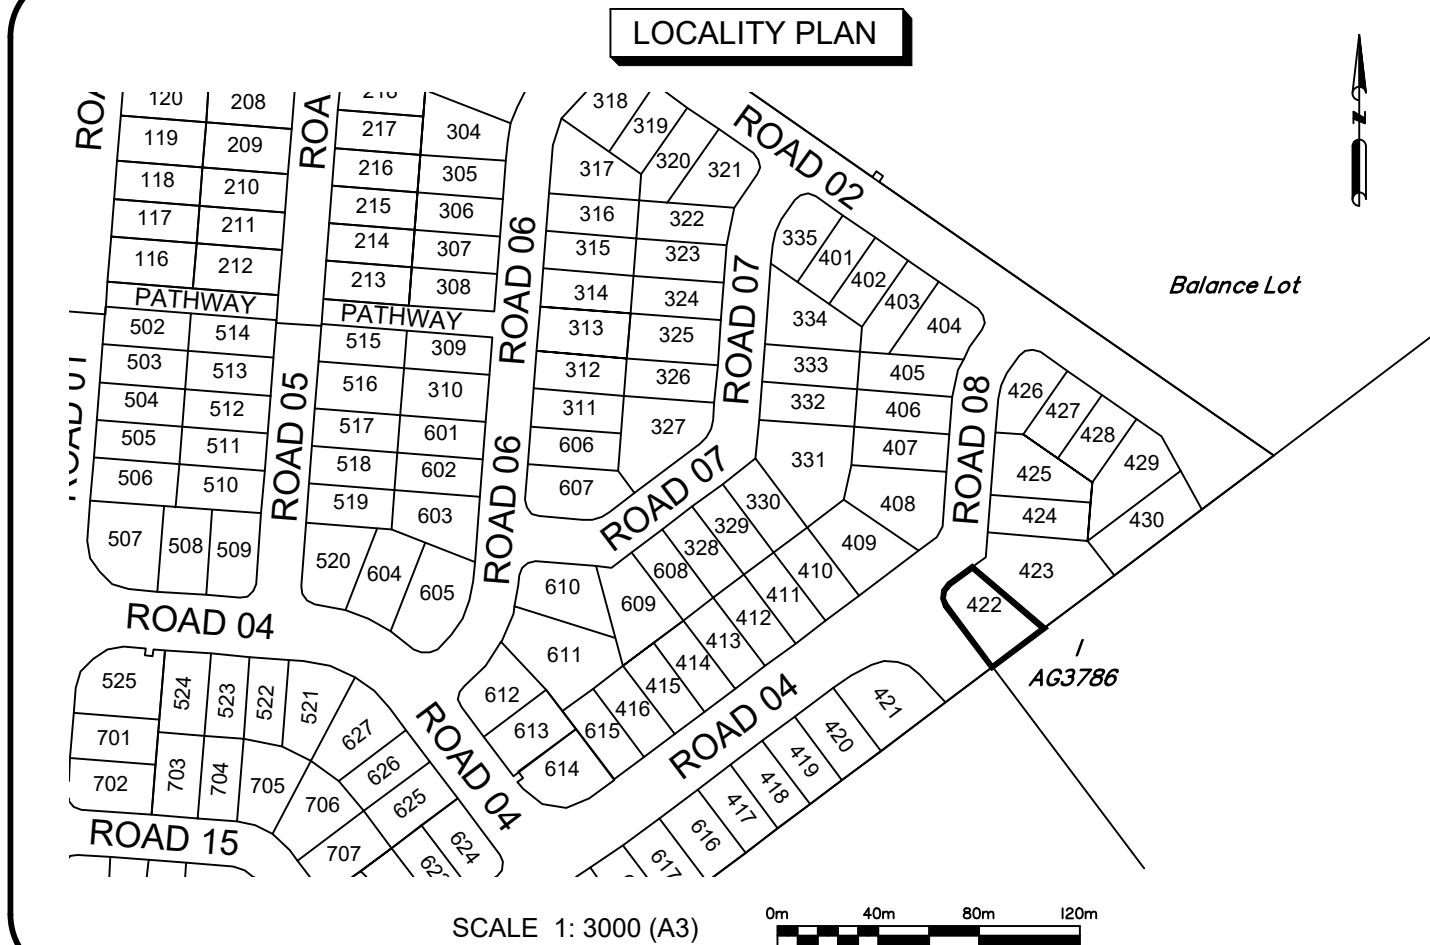 LOCALITY PLAN
N
120 208 218 304 318 319 320 321 ROAD 02
119 209 217 305 317
118 210 216 306 316 322
117 211 215 307 315 323 335 401 402 403 404
116 212 214 308 314 324 334
213
ROAD 06
ROAD 07
Balance Lot
PATHWAY
PATHWAY
502 514 515 309 313 325 333 405
503 513 516 310 312 326 332 406 426 427 428 429
504 512 517 601 311 327 331 407 425 430
505 511 518 602 606 408 424
506 510 519 603 607 330 409 423
ROAD 01
ROAD 05
ROAD 06
ROAD 07
ROAD 08
507 508 509 520 604 605 610 609 608 328 329 410 411 412 422
ROAD 04
611 413 414 415 416
AG3786
525 524 523 522 521 627 612 613 615 614
ROAD 04
ROAD 04
421 420 419 418 417 616 617
701 702 703 704 705 706 626 625 624 707
ROAD 15
SCALE 1: 3000 (A3)
0m 40m 80m 120m